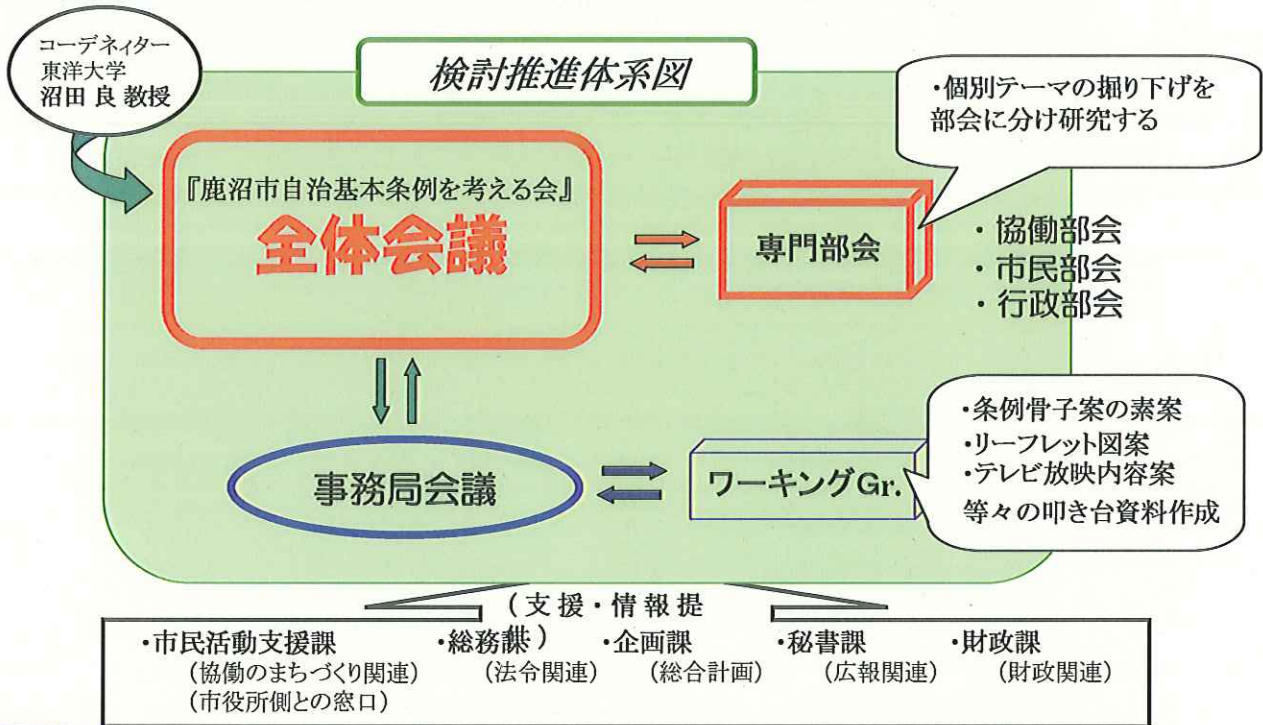 コーデネィター
東洋大学
沼田 良 教授
検討推進体系図
・個別テーマの掘り下げを
部会に分け研究する
『鹿沼市自治基本条例を考える会』
全体会議
専門部会
・協働部会
・市民部会
・行政部会
事務局会議
ワーキングGr.
・条例骨子案の素案
・リーフレット図案
・テレビ放映内容案
等々の叩き台資料作成
(支援・情報提
供)
・市民活動支援課 ・総務課 ・企画課 ・秘書課 ・財政課
(協働のまちづくり関連) (法令関連) (総合計画) (広報関連) (財政関連)
(市役所側との窓口)